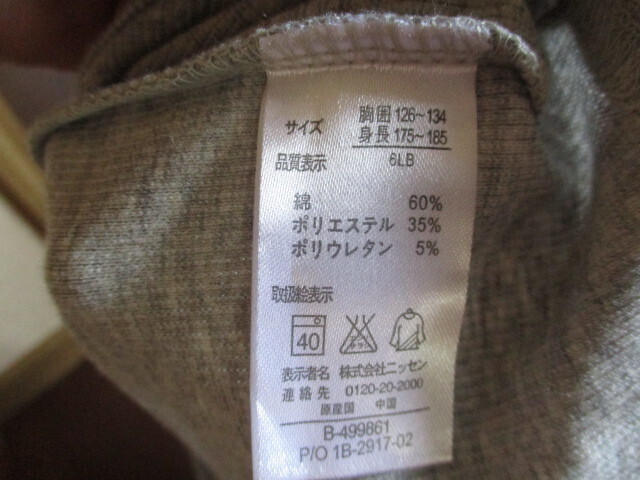 サイズ 胸囲 126~134
身長 175~185
品質表示 6LB
綿 60%
ポリエステル 35%
ポリウレタン 5%
取扱絵表示
40
表示者名 株式会社ニッセン
連絡先 0120-20-2000
原産国 中国
B-499861
P/O 1B-2917-02